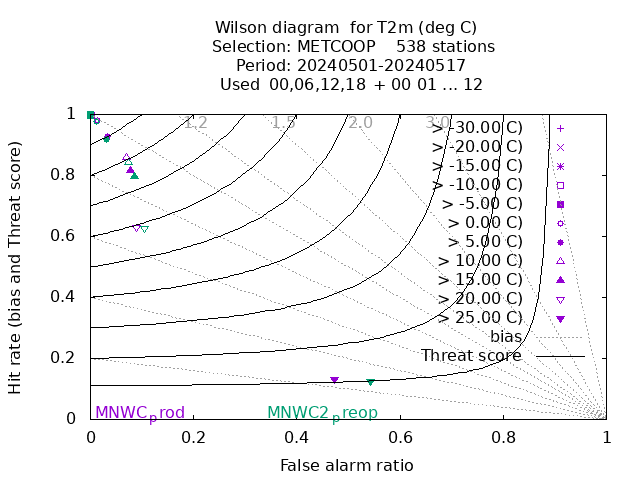 Wilson diagram  for T2m (deg C)
Selection: METCOOP    538 stations
Period: 20240501-20240517
Used  00,06,12,18  + 00 01 ... 12
Hit rate (bias and Threat score)
1
0.8
0.6
0.4
0.2
0
1.2
1.5
2.0
3.0
> -30.00 C)
> -20.00 C)
> -15.00 C)
> -10.00 C)
> -5.00 C)
> 0.00 C)
> 5.00 C)
> 10.00 C)
> 15.00 C)
> 20.00 C)
> 25.00 C)
bias
Threat score
MNWC_prod MNWC2_preop
0 0.2 0.4 0.6 0.8 1
False alarm ratio